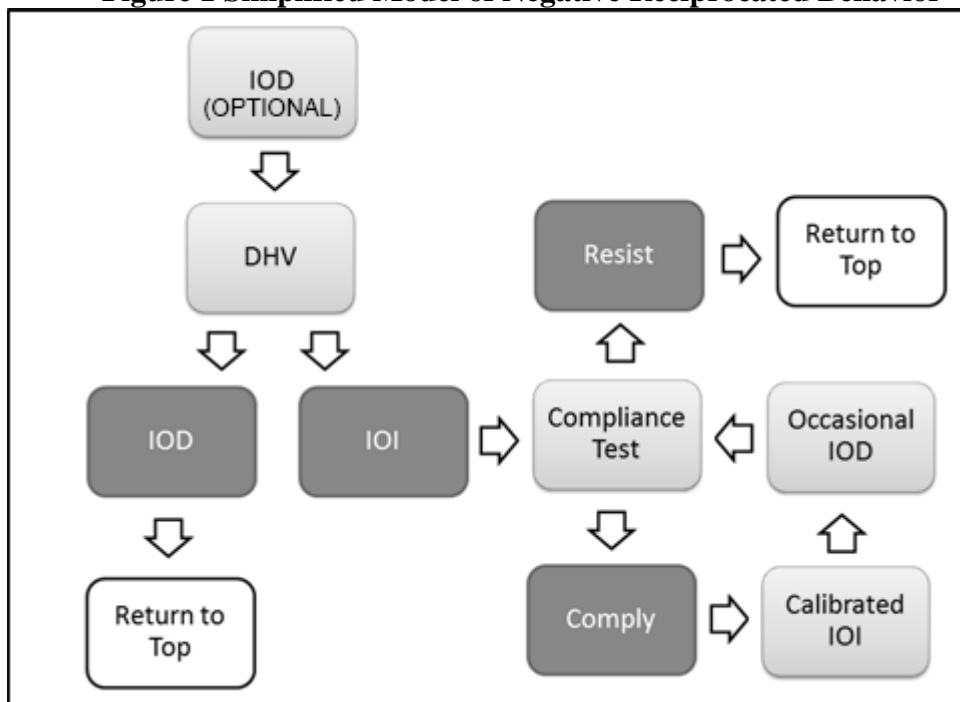 Figure 1 Simplified Model of Negative Reciprocated Behavior
IOD
(OPTIONAL)
DHV
IOD
IOI
Return to
Top
Resist
Return to
Top
Compliance
Test
Occasional
IOD
Comply
Calibrated
IOI